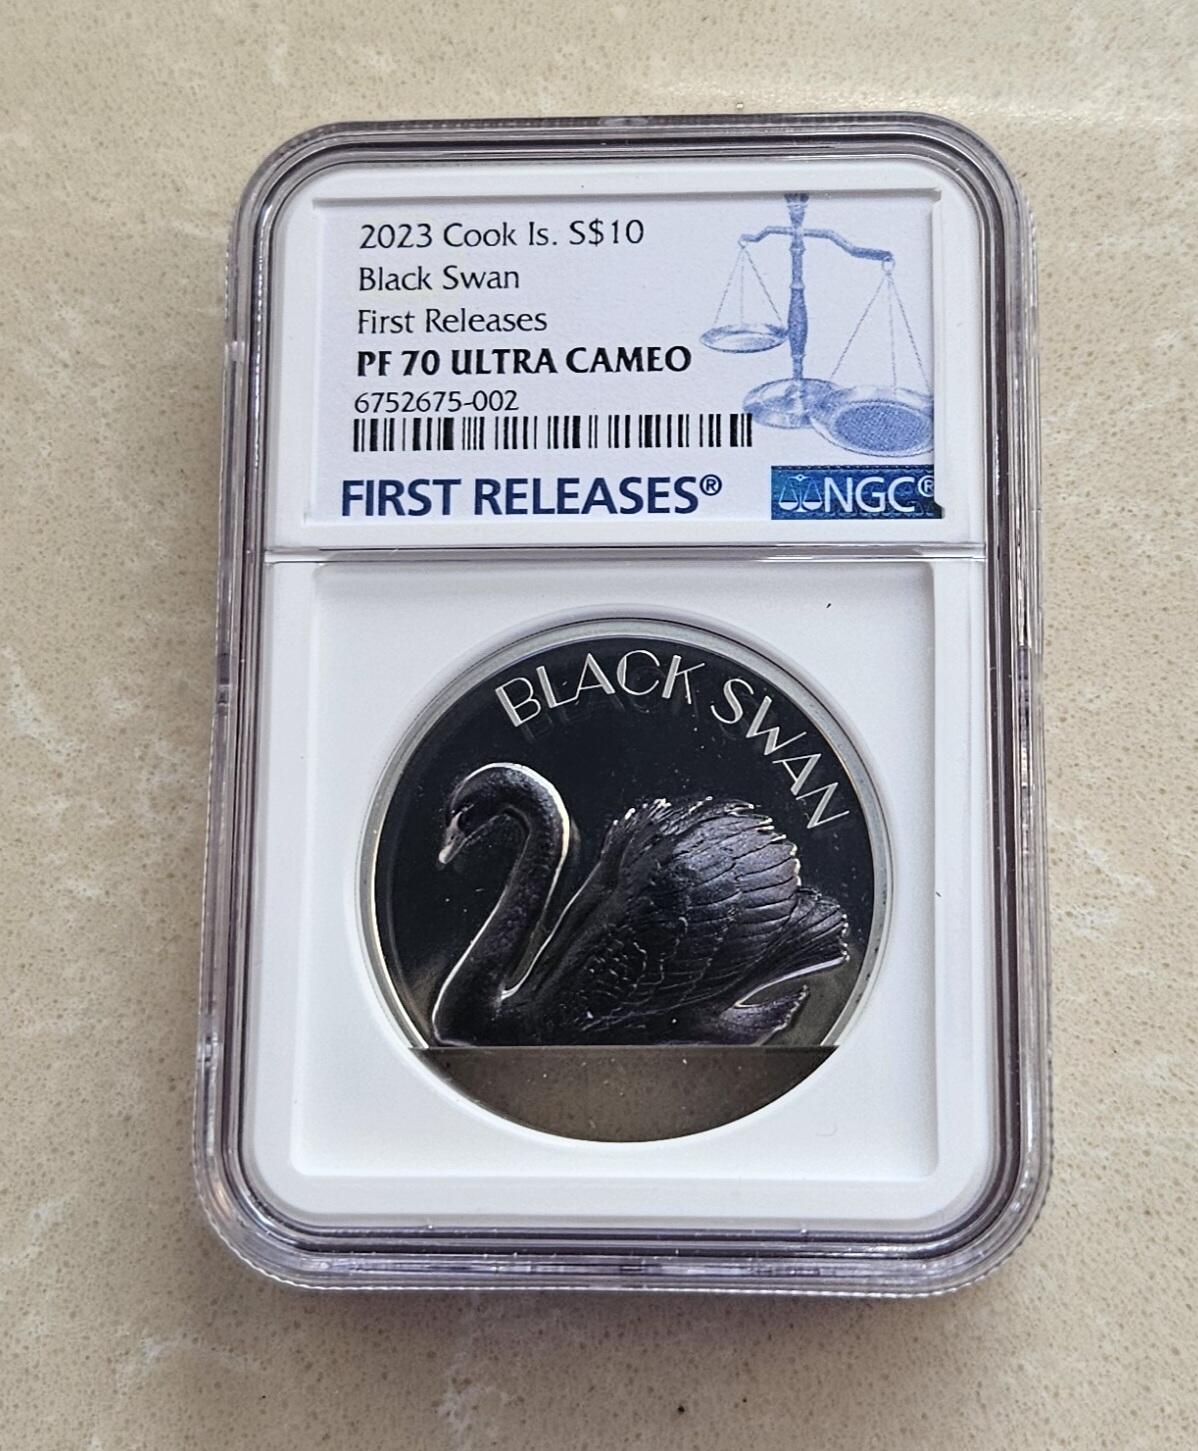 2023 Cook Is. S$10
Black Swan
First Releases
PF 70 ULTRA CAMEO
6752675-002
FIRST RELEASES®
NGC®
BLACK SWAN